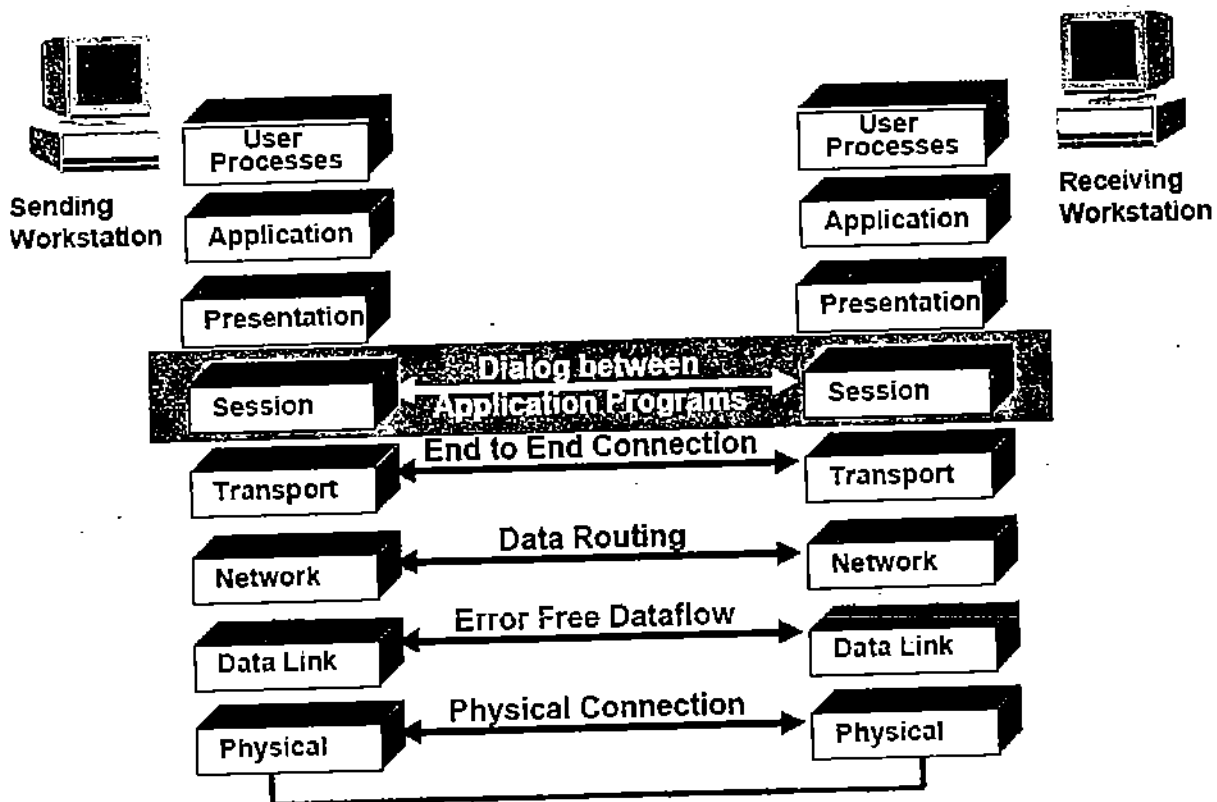 User
Processes
User
Processes
Sending
Workstation
Receiving
Workstation
Application
Application
Presentation
Presentation
Session
Dialog between
Application Programs
Session
Transport
End to End Connection
Transport
Network
Data Routing
Network
Data Link
Error Free Dataflow
Data Link
Physical
Physical Connection
Physical